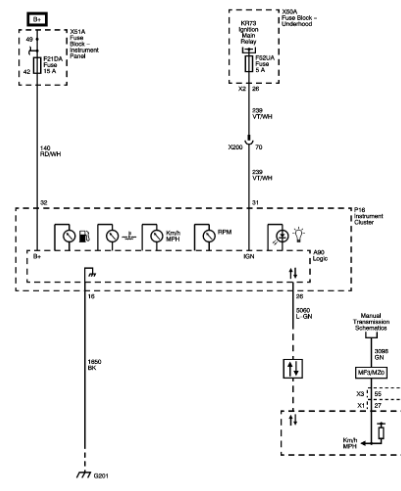 B+
X51A
Fuse
Block –
Instrument
Panel
49
F21DA
Fuse
15 A
42
KR73
Ignition
Main
Relay
X50A
Fuse Block –
Underhood
F52UA
Fuse
5 A
X2 26
239
VT/WH
X200 70
140
RD/WH
239
VT/WH
32
31
P16
Instrument
Cluster
Km/h
MPH
RPM
B+
IGN
A90
Logic
16
26
5060
L-GN
Manual
Transmission
Schematics
3098
GN
1650
BK
X3 55
X1 27
Km/h
MPH
G201